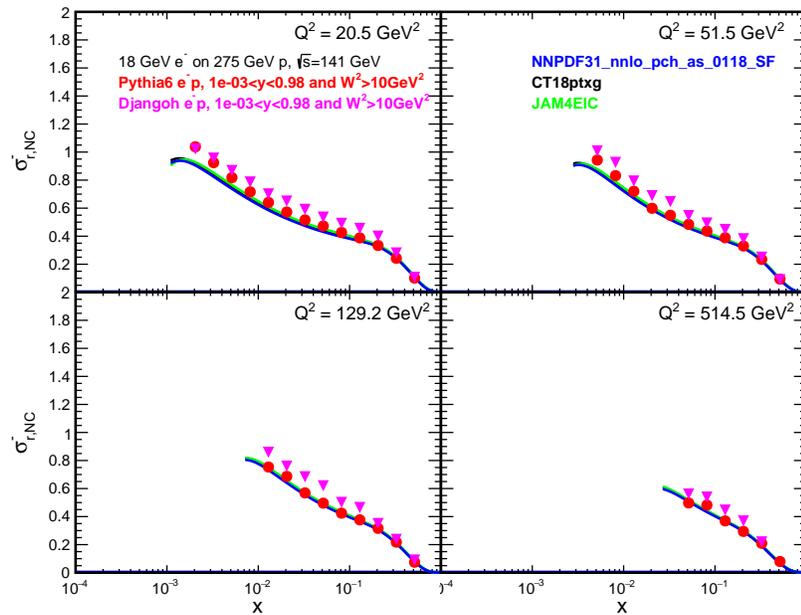 Q² = 20.5 GeV²
18 GeV e⁻ on 275 GeV p, √s=141 GeV
Pythia6 e⁻p, 1e-03<y<0.98 and W²>10GeV²
Djangoh e⁻p, 1e-03<y<0.98 and W²>10GeV²
σ⁻r,NC
2
1.8
1.6
1.4
1.2
1
0.8
0.6
0.4
0.2
Q² = 51.5 GeV²
NNPDF31_nnlo_pch_as_0118_SF
CT18ptxg
JAM4EIC
Q² = 129.2 GeV²
σ⁻r,NC
2
1.8
1.6
1.4
1.2
1
0.8
0.6
0.4
0.2
0
10⁻⁴ 10⁻³ 10⁻² 10⁻¹
x
Q² = 514.5 GeV²
0⁻⁴ 10⁻³ 10⁻² 10⁻¹
x